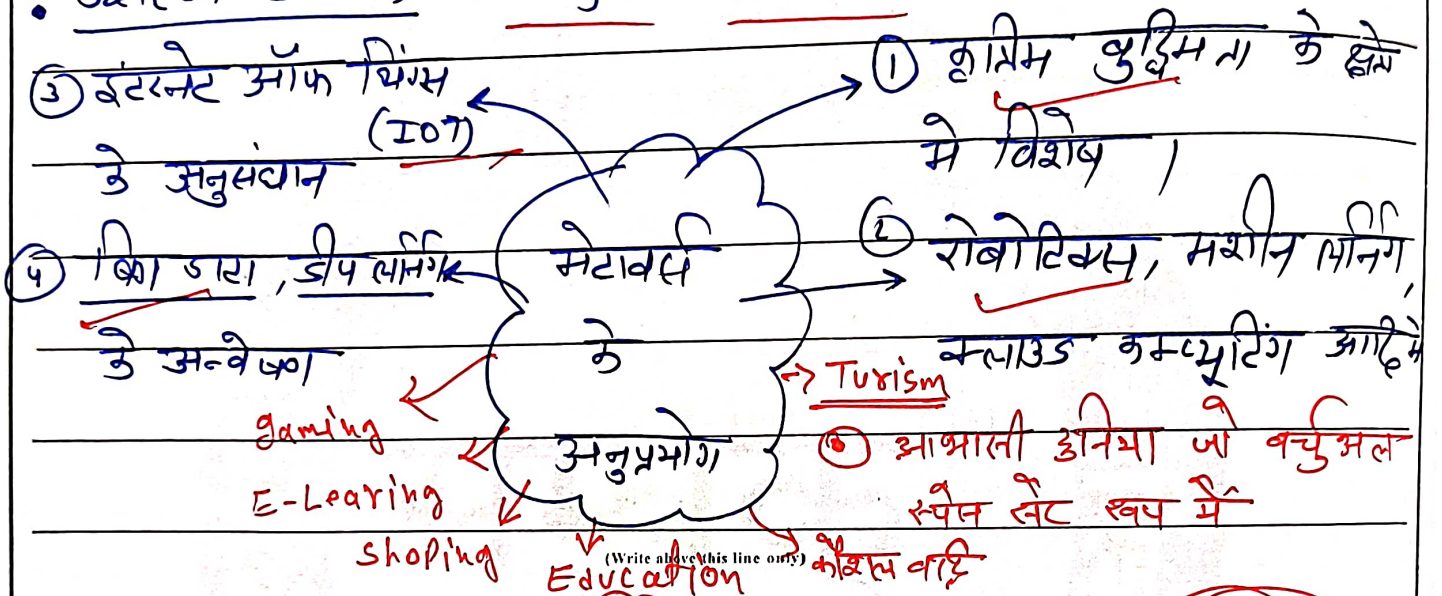 ① कृत्रिम बुद्धिमता के क्षेत्र
मे विशेष ।
② रोबोटिक्स, मशीन लर्निंग,
क्लाउड कम्प्यूटिंग आदि मे
③ इंटरनेट ऑफ थिंग्स
(IOT)
के अनुसंधान
④ बिग डाटा, डीप लर्निंग
के अन्वेषण
मेटावर्स
के
अनुप्रयोग
gaming
E-Learing
Shoping
Education
कौशल वृद्धि
→ Turism
आभासी दुनिया जो वर्चुअल
स्पेस सेट रूप में
(Write above this line only)